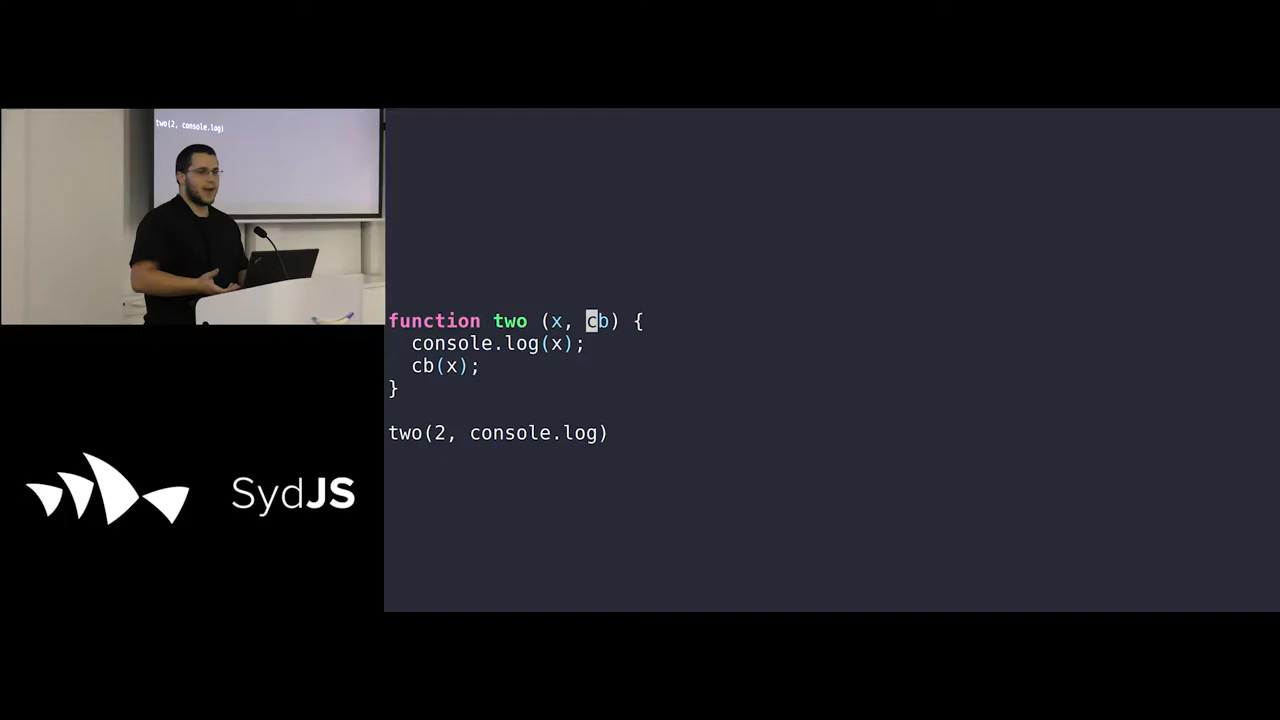 two(2, console.log)
function two (x, cb) {
  console.log(x);
  cb(x);
}
two(2, console.log)
SydJS